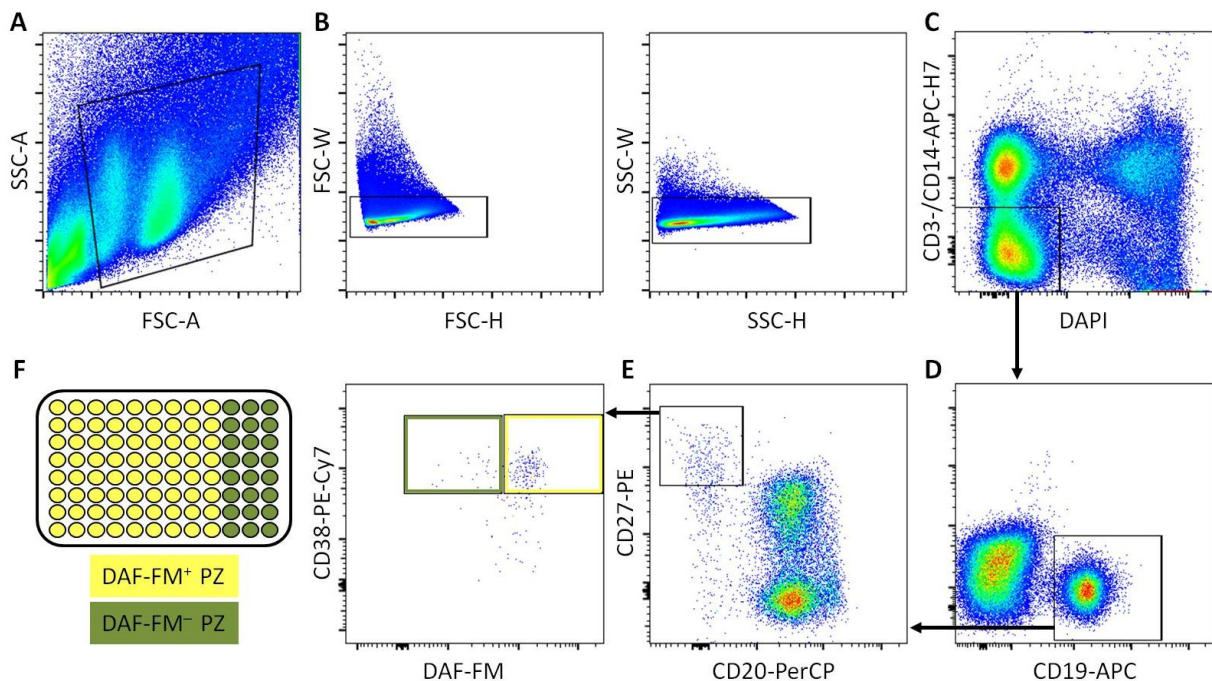 A
SSC-A
FSC-A
B
FSC-W
FSC-H
SSC-W
SSC-H
C
CD3-/CD14-APC-H7
DAPI
F
DAF-FM⁺ PZ
DAF-FM⁻ PZ
CD38-PE-Cy7
DAF-FM
E
CD27-PE
CD20-PerCP
D
CD19-APC